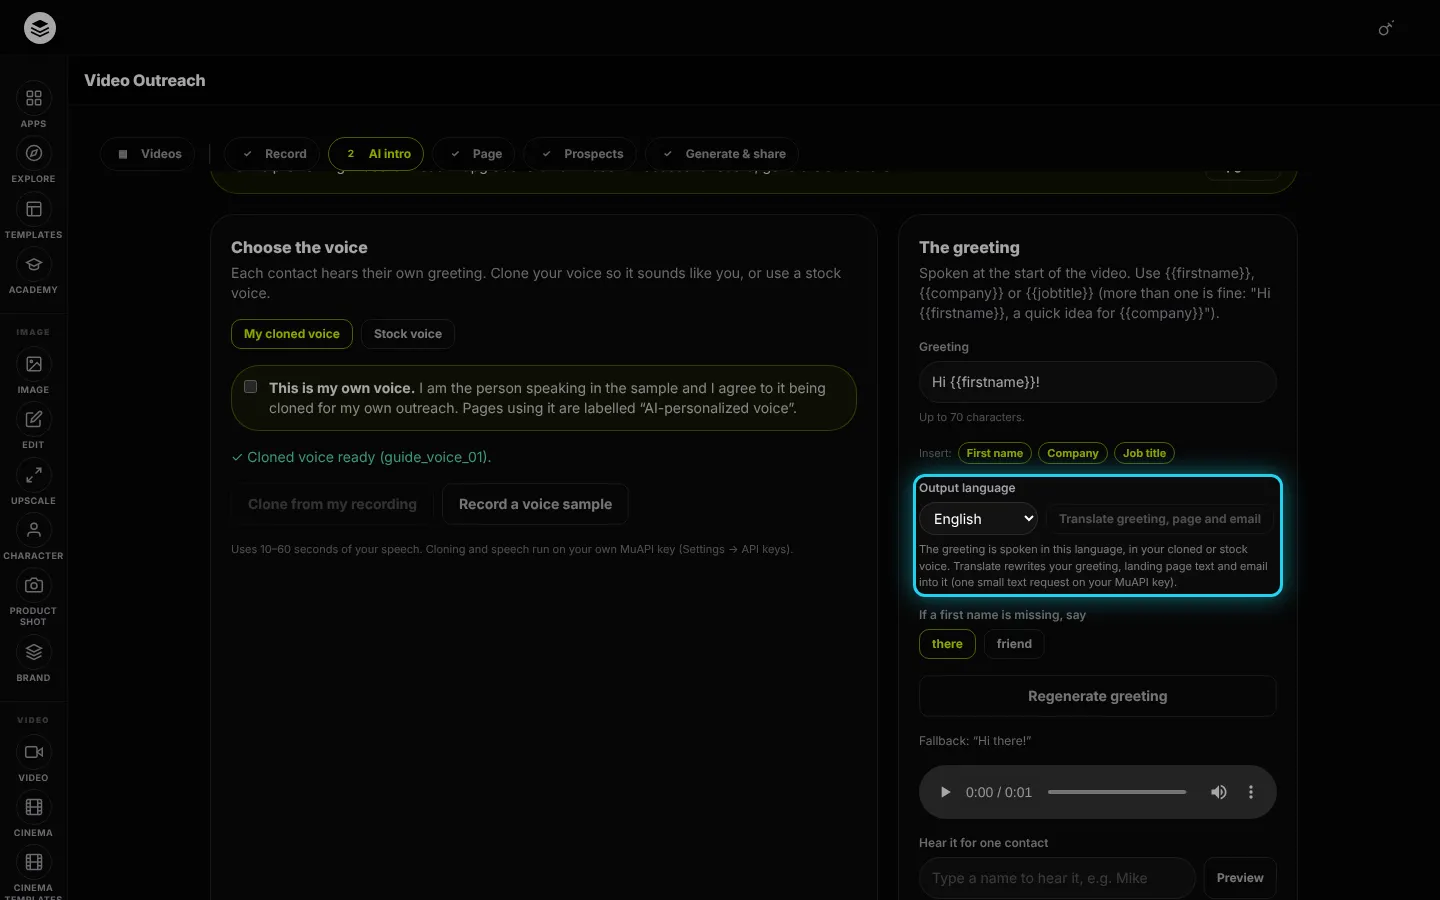 Video Outreach
APPS
EXPLORE
TEMPLATES
ACADEMY
IMAGE
IMAGE
EDIT
UPSCALE
CHARACTER
PRODUCT
SHOT
BRAND
VIDEO
VIDEO
CINEMA
CINEMA
TEMPLATES
Videos
Record
2 AI intro
Page
Prospects
Generate & share
Choose the voice
Each contact hears their own greeting. Clone your voice so it sounds like you, or use a stock
voice.
My cloned voice
Stock voice
This is my own voice. I am the person speaking in the sample and I agree to it being
cloned for my own outreach. Pages using it are labelled “AI-personalized voice”.
✓ Cloned voice ready (guide_voice_01).
Clone from my recording
Record a voice sample
Uses 10–60 seconds of your speech. Cloning and speech run on your own MuAPI key (Settings → API keys).
The greeting
Spoken at the start of the video. Use {{firstname}},
{{company}} or {{jobtitle}} (more than one is fine: "Hi
{{firstname}}, a quick idea for {{company}}").
Greeting
Hi {{firstname}}!
Up to 70 characters.
Insert: First name Company Job title
Output language
English
Translate greeting, page and email
The greeting is spoken in this language, in your cloned or stock
voice. Translate rewrites your greeting, landing page text and email
into it (one small text request on your MuAPI key).
If a first name is missing, say
there
friend
Regenerate greeting
Fallback: “Hi there!”
0:00 / 0:01
Hear it for one contact
Type a name to hear it, e.g. Mike
Preview